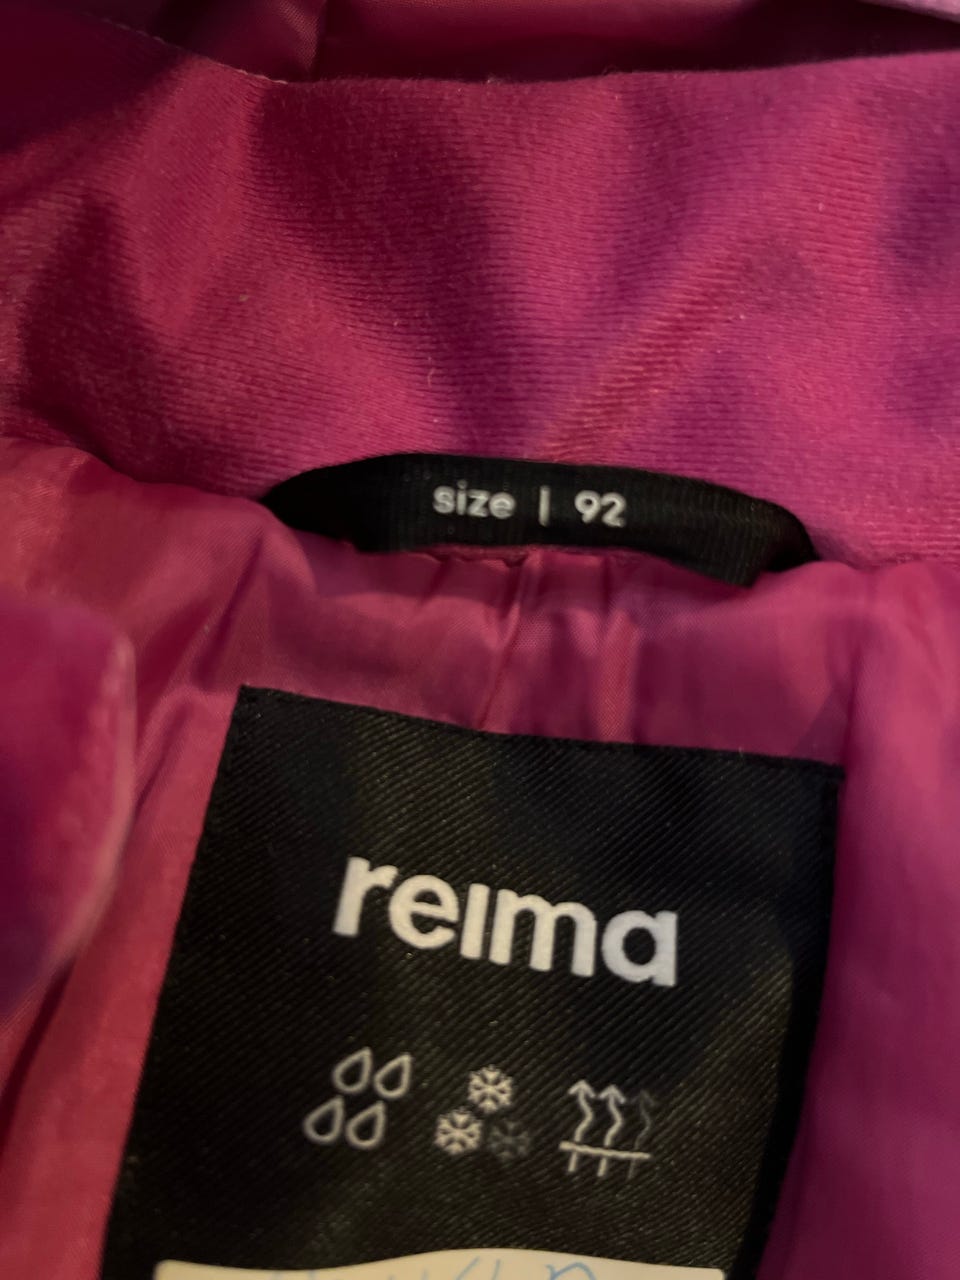 size | 92
reima